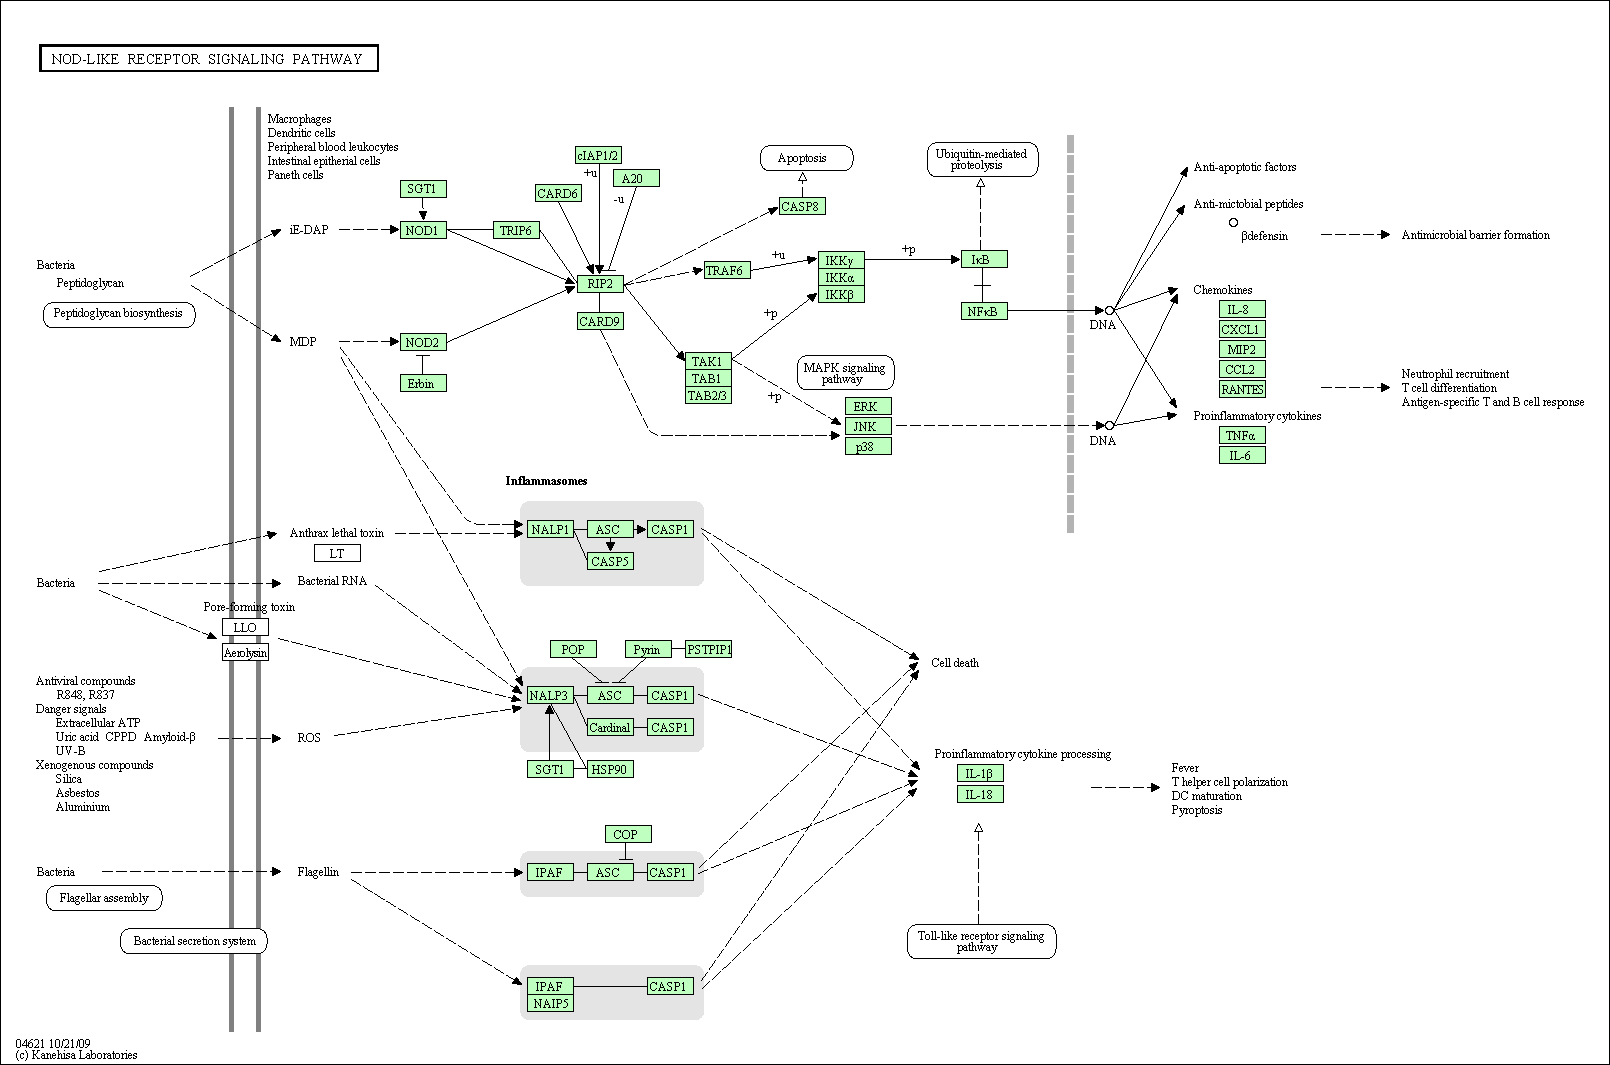 NOD-LIKE RECEPTOR SIGNALING PATHWAY
Macrophages
Dendritic cells
Peripheral blood leukocytes
Intestinal epitherial cells
Paneth cells
cIAP1/2
+u
A20
-u
CARD6
SGT1
NOD1
TRIP6
RIP2
CARD9
iE-DAP
Bacteria
Peptidoglycan
Peptidoglycan biosynthesis
MDP
NOD2
Erbin
Apoptosis
CASP8
TRAF6
+u
IKKγ
IKKα
IKKβ
+p
+p
TAK1
TAB1
TAB2/3
+p
Ubiquitin-mediated
proteolysis
IκB
NFκB
MAPK signaling
pathway
ERK
JNK
p38
DNA
DNA
Anti-apoptotic factors
Anti-mictobial peptides
βdefensin
Antimicrobial barrier formation
Chemokines
IL-8
CXCL1
MIP2
CCL2
RANTES
Proinflammatory cytokines
TNFα
IL-6
Neutrophil recruitment
T cell differentiation
Antigen-specific T and B cell response
Inflammasomes
NALP1
ASC
CASP1
CASP5
Anthrax lethal toxin
LT
Bacteria
Bacterial RNA
Pore-forming toxin
LLO
Aerolysin
Antiviral compounds
R848, R837
Danger signals
Extracellular ATP
Uric acid CPPD Amyloid-β
UV-B
Xenogenous compounds
Silica
Asbestos
Aluminium
ROS
POP
Pyrin
PSTPIP1
NALP3
ASC
CASP1
Cardinal
CASP1
SGT1
HSP90
Cell death
Proinflammatory cytokine processing
IL-1β
IL-18
Fever
T helper cell polarization
DC maturation
Pyroptosis
Toll-like receptor signaling
pathway
COP
Bacteria
Flagellin
IPAF
ASC
CASP1
Flagellar assembly
Bacterial secretion system
IPAF
CASP1
NAIP5
04621 10/21/09
(c) Kanehisa Laboratories